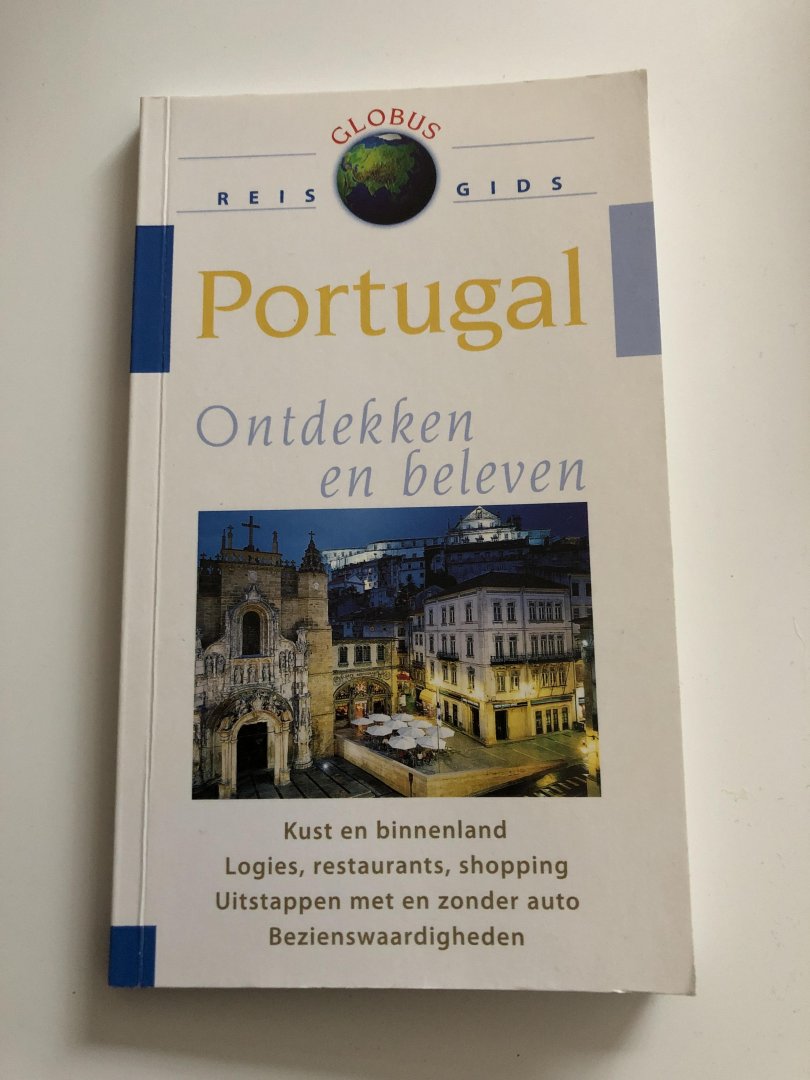 GLOBUS
REIS GIDS
Portugal
Ontdekken
en beleven
Kust en binnenland
Logies, restaurants, shopping
Uitstappen met en zonder auto
Bezienswaardigheden